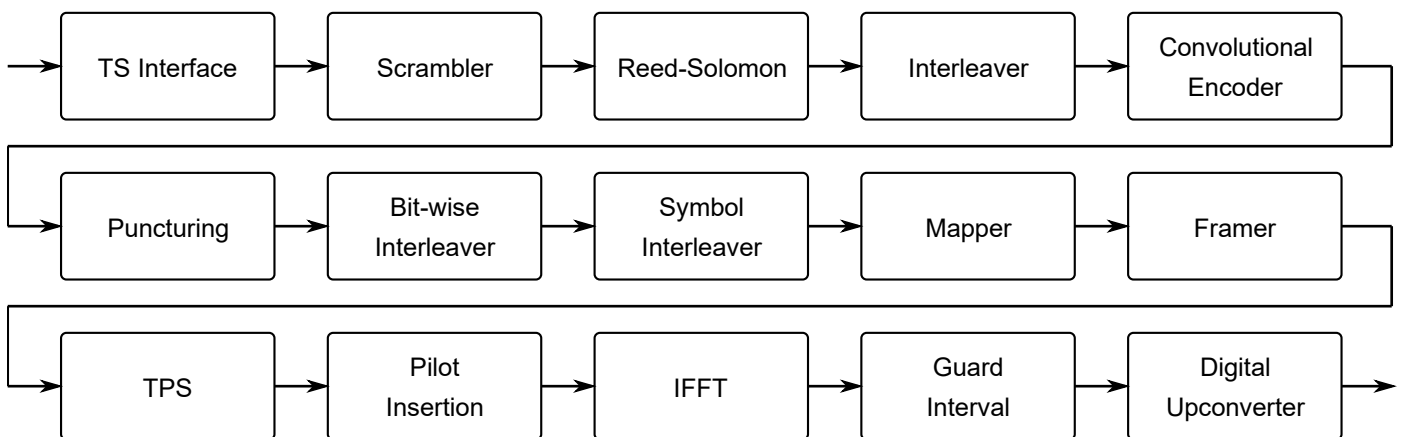 TS Interface
Scrambler
Reed-Solomon
Interleaver
Convolutional
Encoder
Puncturing
Bit-wise
Interleaver
Symbol
Interleaver
Mapper
Framer
TPS
Pilot
Insertion
IFFT
Guard
Interval
Digital
Upconverter